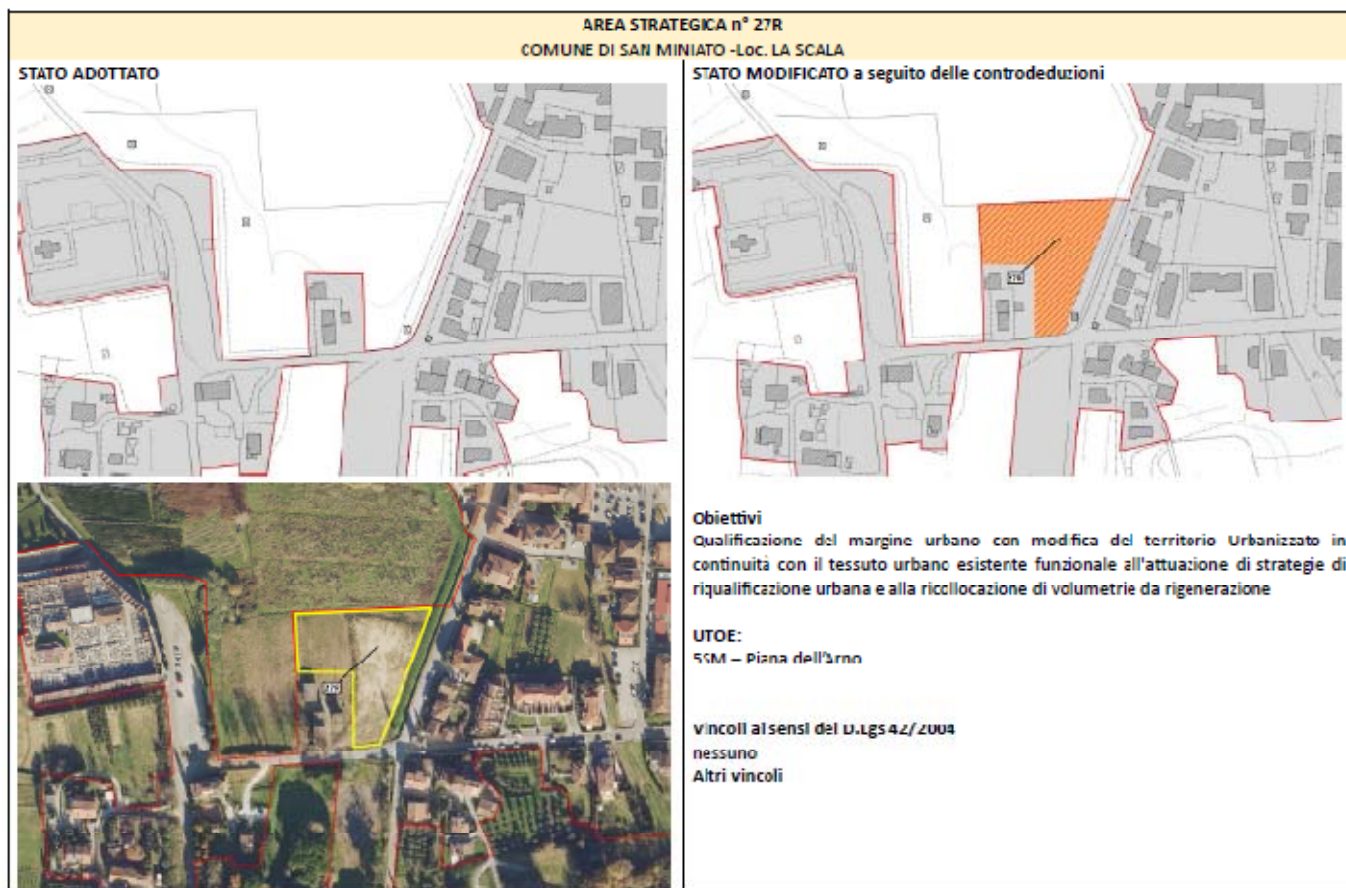 AREA STRATEGICA n° 27R
COMUNE DI SAN MINIATO -Loc. LA SCALA
STATO ADOTTATO
STATO MODIFICATO a seguito delle controdeduzioni
27R
27R
Obiettivi
Qualificazione del margine urbano con modifica del territorio Urbanizzato in
continuità con il tessuto urbano esistente funzionale all'attuazione di strategie di
riqualificazione urbana e alla ricollocazione di volumetrie da rigenerazione
UTOE:
5SM – Piana dell'Arno
Vincoli ai sensi del D.Lgs 42/2004
nessuno
Altri vincoli